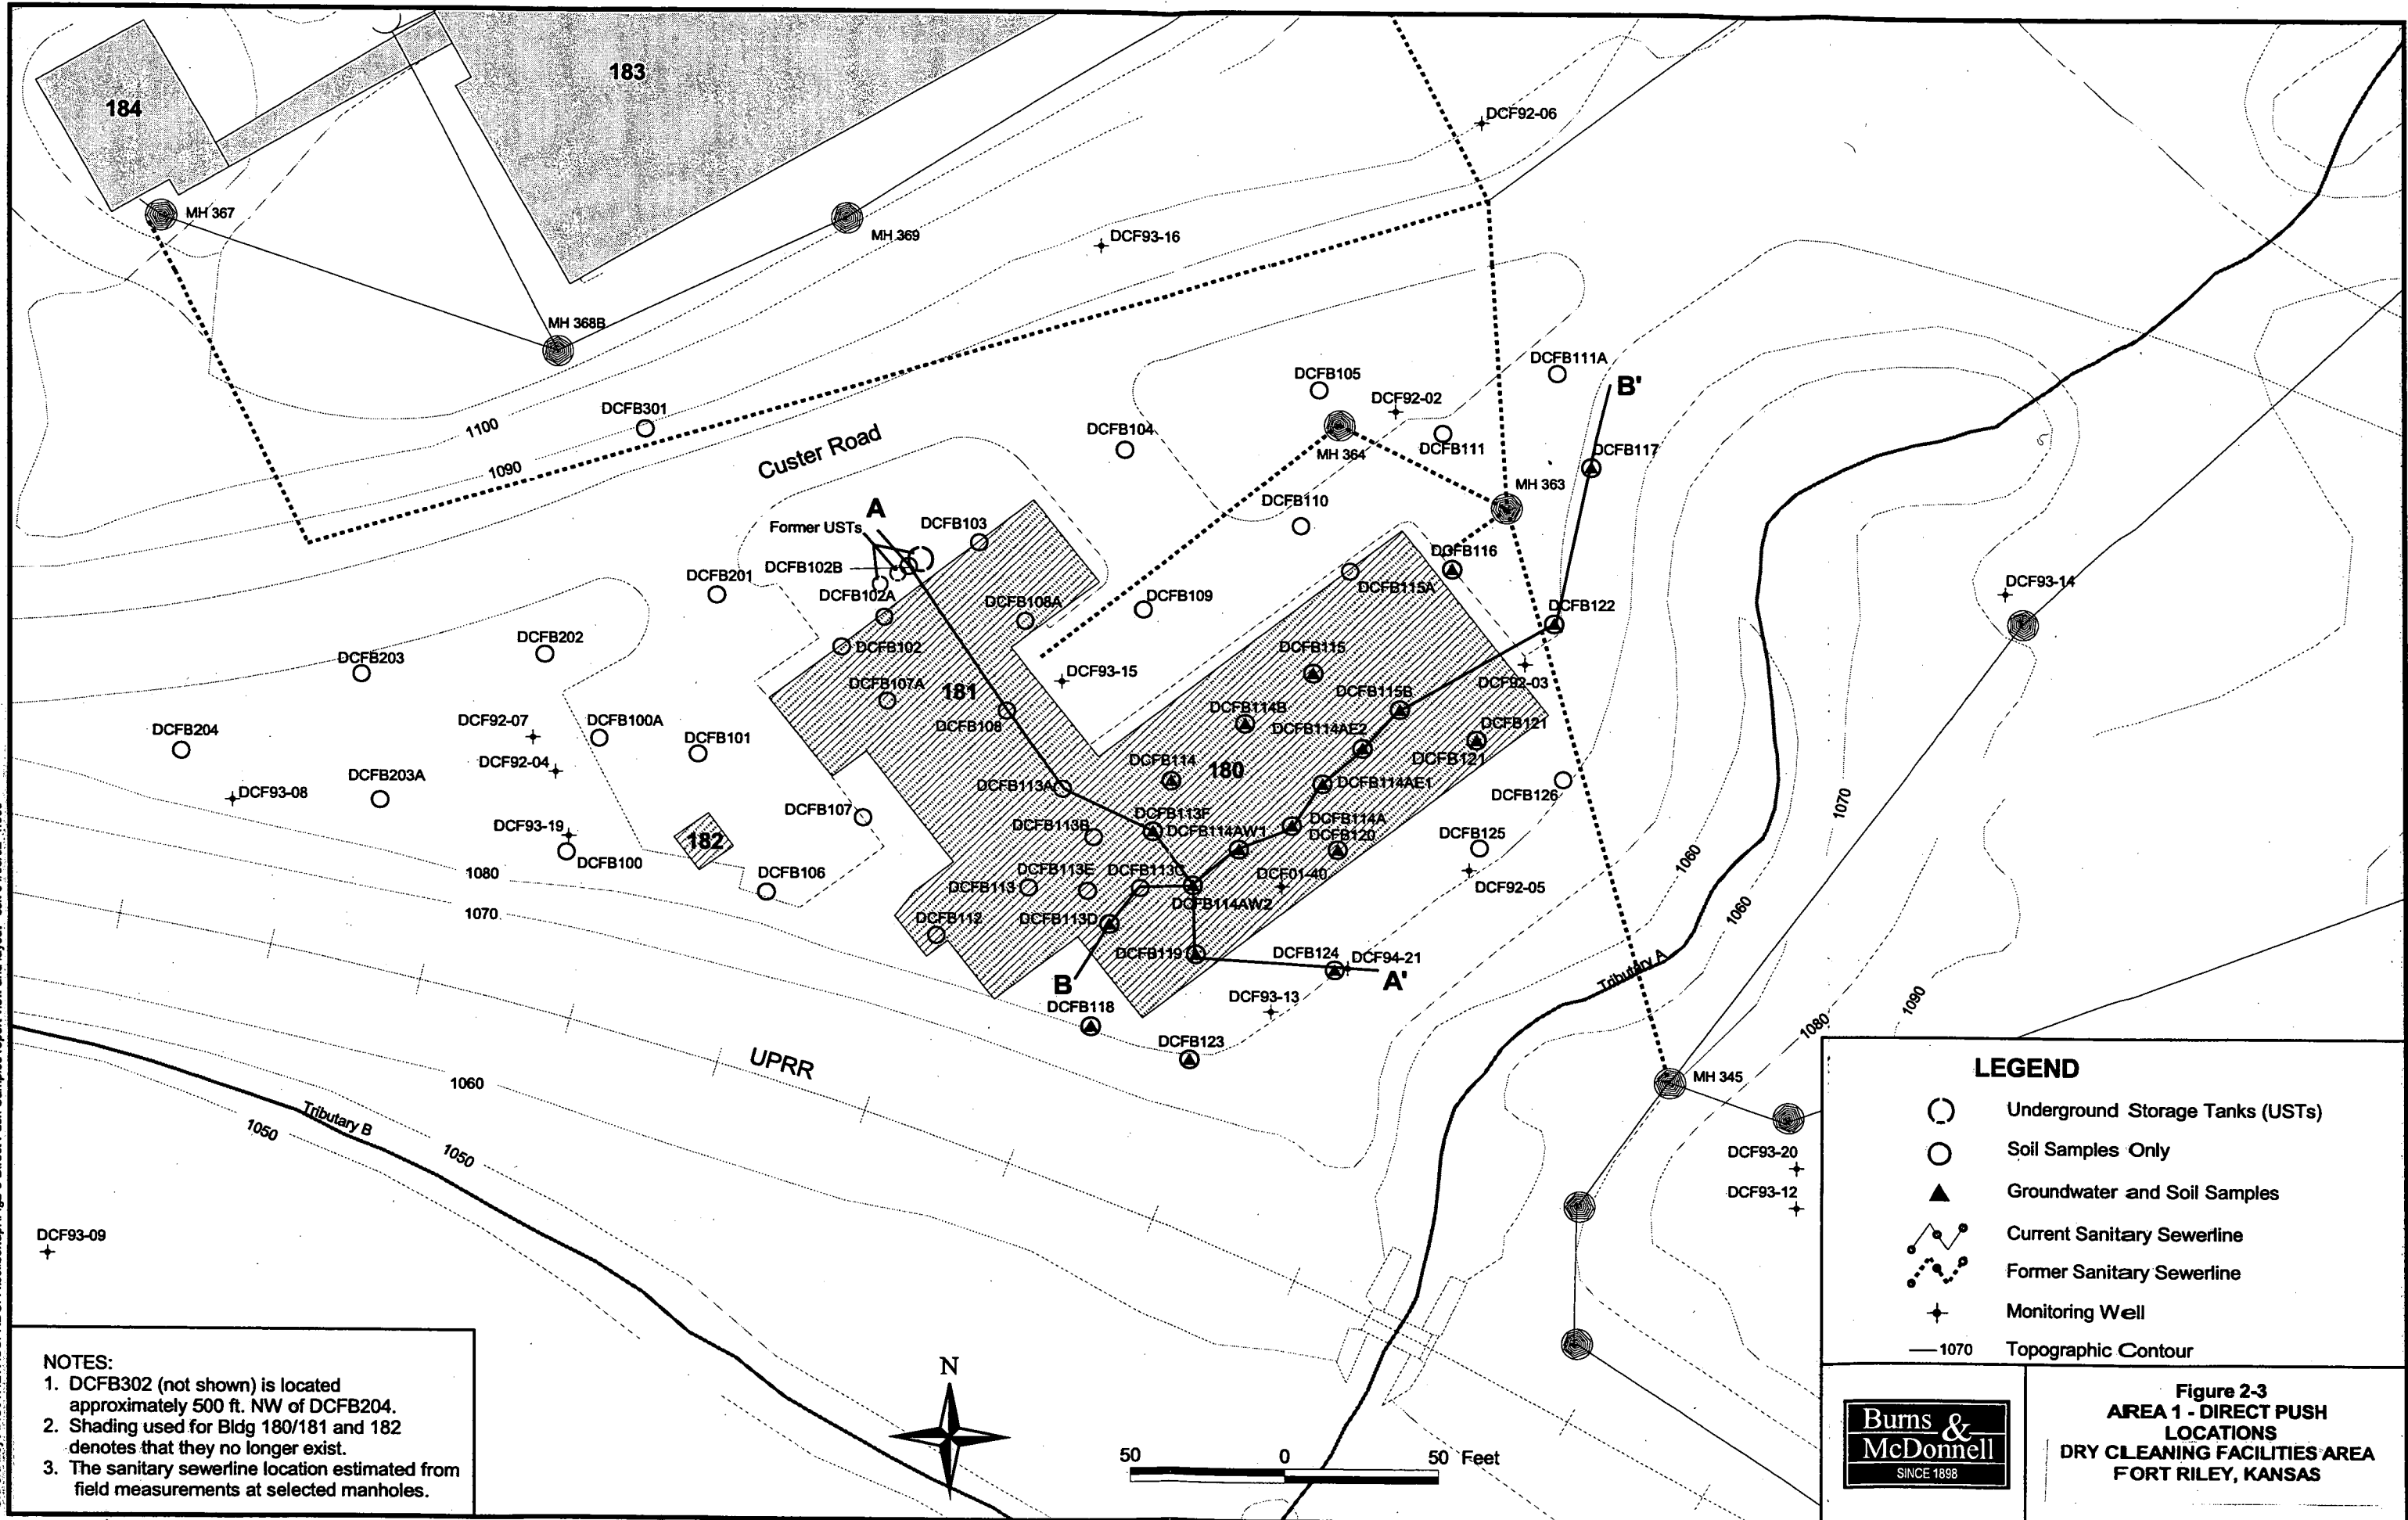 184
183
DCF92-06
MH 367
MH 369
DCF93-16
MH 368B
DCFB111A
DCFB105
B'
DCF92-02
DCFB301
1100
DCFB104
Custer Road
MH 364
DCFB111
DCFB117
1090
MH 363
A
DCFB110
Former USTs
DCFB103
DCFB116
DCFB102B
DCFB201
DCFB102A
DCFB108A
DCFB109
DCFB115A
DCF93-14
DCFB122
DCFB202
DCFB203
DCFB102
DCFB115
DCF93-15
DCF92-03
DCFB107A
181
DCFB115B
DCFB114B
DCF92-07
DCFB100A
DCFB108
DCFB114AE2
DCFB121
DCFB204
DCFB101
DCFB121
DCF92-04
DCFB114
180
DCFB203A
DCFB113A
DCFB114AE1
DCF93-08
DCFB126
1070
DCFB107
DCFB113F
DCFB114A
DCF93-19
DCFB113B
DCFB114AW1
DCFB120
DCFB125
182
DCFB100
1060
1080
DCFB106
DCFB113E
DCFB113C
DCF01-40
DCF92-05
DCFB113
DCFB114AW2
1070
DCFB112
DCFB113D
1060
DCFB119
DCFB124
DCF94-21
B
A'
Tributary A
DCFB118
DCF93-13
1090
1080
DCFB123
UPRR
1060
MH 345
Tributary B
1050
1050
DCF93-20
DCF93-12
DCF93-09
LEGEND
Underground Storage Tanks (USTs)
Soil Samples Only
Groundwater and Soil Samples
Current Sanitary Sewerline
Former Sanitary Sewerline
Monitoring Well
1070 Topographic Contour
NOTES:
1. DCFB302 (not shown) is located
approximately 500 ft. NW of DCFB204.
2. Shading used for Bldg 180/181 and 182
denotes that they no longer exist.
3. The sanitary sewerline location estimated from
field measurements at selected manholes.
N
50 0 50 Feet
Burns &
McDonnell
SINCE 1898
Figure 2-3
AREA 1 - DIRECT PUSH
LOCATIONS
DRY CLEANING FACILITIES AREA
FORT RILEY, KANSAS